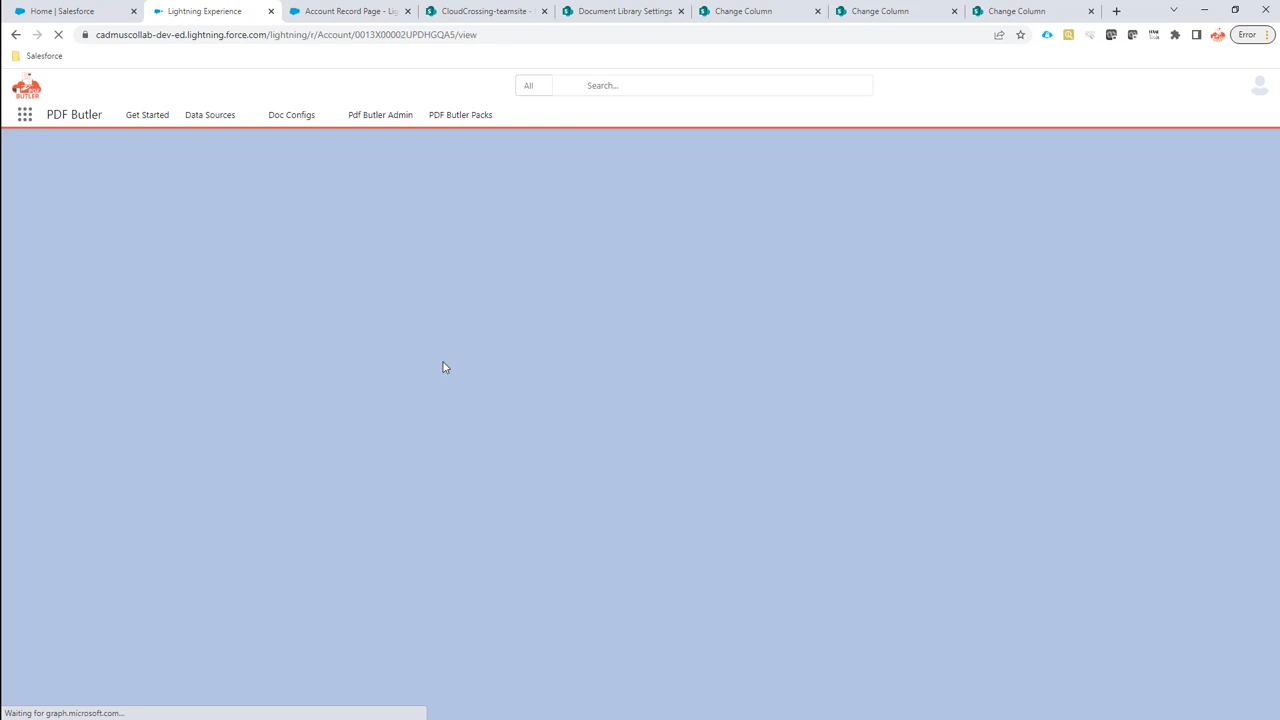 Home | Salesforce
Lightning Experience
Account Record Page - Lig
CloudCrossing-teamsite -
Document Library Settings
Change Column
Change Column
Change Column
cadmuscollab-dev-ed.lightning.force.com/lightning/r/Account/0013X00002UPDHGQA5/view
Error
Salesforce
BUTLER
All
Search...
PDF Butler
Get Started
Data Sources
Doc Configs
Pdf Butler Admin
PDF Butler Packs
Waiting for graph.microsoft.com...